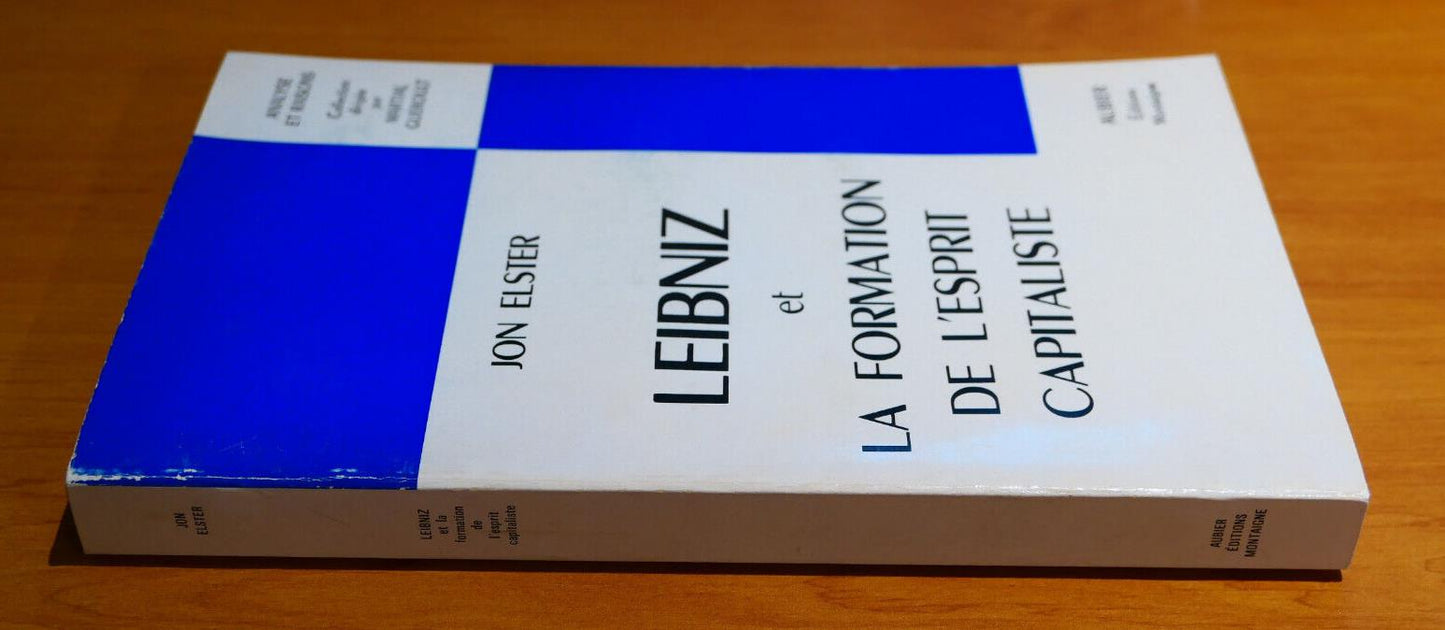 ANALYSE
ET RAISONS
Collection
dirigée
par
MARTIAL
GUEROULT
JON ELSTER
LEIBNIZ
et
LA FORMATION
DE L'ESPRIT
CAPITALISTE
AUBIER
Éditions
Montaigne
JON
ELSTER
LEIBNIZ
et la
formation
de
l'esprit
capitaliste
AUBIER
ÉDITIONS
MONTAIGNE